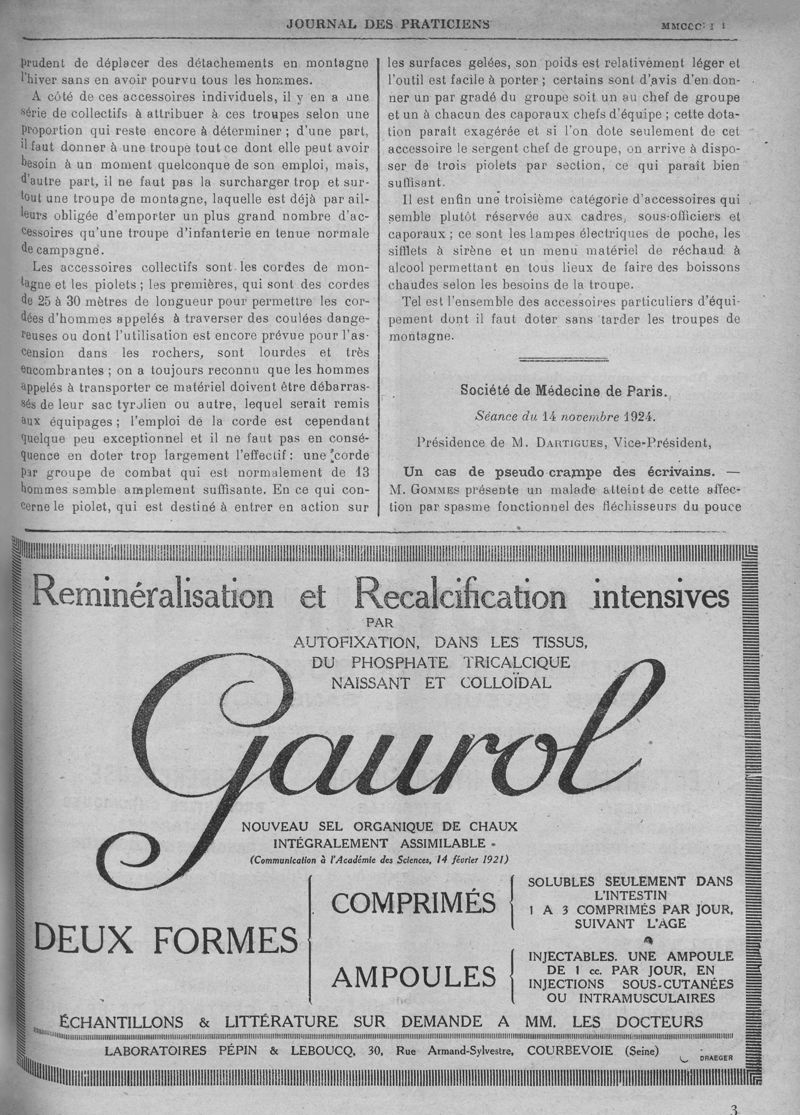 JOURNAL DES PRATICIENS
prudent de déplacer des détachements en montagne
l'hiver sans en avoir pourvu tous les hommes.
A côté de ces accessoires individuels, il y en a une
série de collectifs à attribuer à ces troupes selon une
proportion qui reste encore à déterminer ; d'une part,
il faut donner à une troupe tout ce dont elle peut avoir
besoin à un moment quelconque de son emploi, mais,
d'autre part, il ne faut pas la surcharger trop et sur-
tout une troupe de montagne, laquelle est déjà par ail-
leurs obligée d'emporter un plus grand nombre d'ac-
cessoires qu'une troupe d'infanterie en tenue normale
de campagne.
Les accessoires collectifs sont les cordes de mon-
tagne et les piolets ; les premières, qui sont des cordes
de 25 à 30 mètres de longueur pour permettre les cor-
dées d'hommes appelés à traverser des coulées dange-
reuses ou dont l'utilisation est encore prévue pour l'as-
cension dans les rochers, sont lourdes et très
encombrantes ; on a toujours reconnu que les hommes
appelés à transporter ce matériel doivent être débarras-
sés de leur sac tyrolien ou autre, lequel serait remis
aux équipages ; l'emploi de la corde est cependant
quelque peu exceptionnel et il ne faut pas en consé-
quence en doter trop largement l'effectif : une corde
par groupe de combat qui est normalement de 13
hommes semble amplement suffisante. En ce qui con-
cerne le piolet, qui est destiné à entrer en action sur
les surfaces gelées, son poids est relativement léger et
l'outil est facile à porter ; certains sont d'avis d'en don-
ner un par gradé du groupe soit un au chef de groupe
et un à chacun des caporaux chefs d'équipe ; cette dota-
tion paraît exagérée et si l'on dote seulement de cet
accessoire le sergent chef de groupe, on arrive à dispo-
ser de trois piolets par section, ce qui paraît bien
suffisant.
Il est enfin une troisième catégorie d'accessoires qui
semble plutôt réservée aux cadres, sous-officiers et
caporaux ; ce sont les lampes électriques de poche, les
sifflets à sirène et un menu matériel de réchaud à
alcool permettant en tous lieux de faire des boissons
chaudes selon les besoins de la troupe.
Tel est l'ensemble des accessoires particuliers d'équi-
pement dont il faut doter sans tarder les troupes de
montagne.
Société de Médecine de Paris.
Séance du 14 novembre 1924.
Présidence de M. DARTIGUES, Vice-Président,
Un cas de pseudo crampe des écrivains. —
M. GOMMES présente un malade atteint de cette affec-
tion par spasme fonctionnel des fléchisseurs du pouce
Reminéralisation et Recalcification intensives
PAR
AUTOFIXATION, DANS LES TISSUS,
DU PHOSPHATE TRICALCIQUE
NAISSANT ET COLLOÏDAL
Gaurol
NOUVEAU SEL ORGANIQUE DE CHAUX
INTÉGRALEMENT ASSIMILABLE
(Communication à l'Académie des Sciences, 14 février 1921)
DEUX FORMES
COMPRIMÉS
SOLUBLES SEULEMENT DANS
L'INTESTIN
1 A 3 COMPRIMÉS PAR JOUR,
SUIVANT L'AGE
AMPOULES
INJECTABLES. UNE AMPOULE
DE 1 cc. PAR JOUR, EN
INJECTIONS SOUS-CUTANÉES
OU INTRAMUSCULAIRES
ÉCHANTILLONS & LITTÉRATURE SUR DEMANDE A MM. LES DOCTEURS
LABORATOIRES PÉPIN & LEBOUCQ, 30, Rue Armand-Sylvestre, COURBEVOIE (Seine)
DRAEGER
3